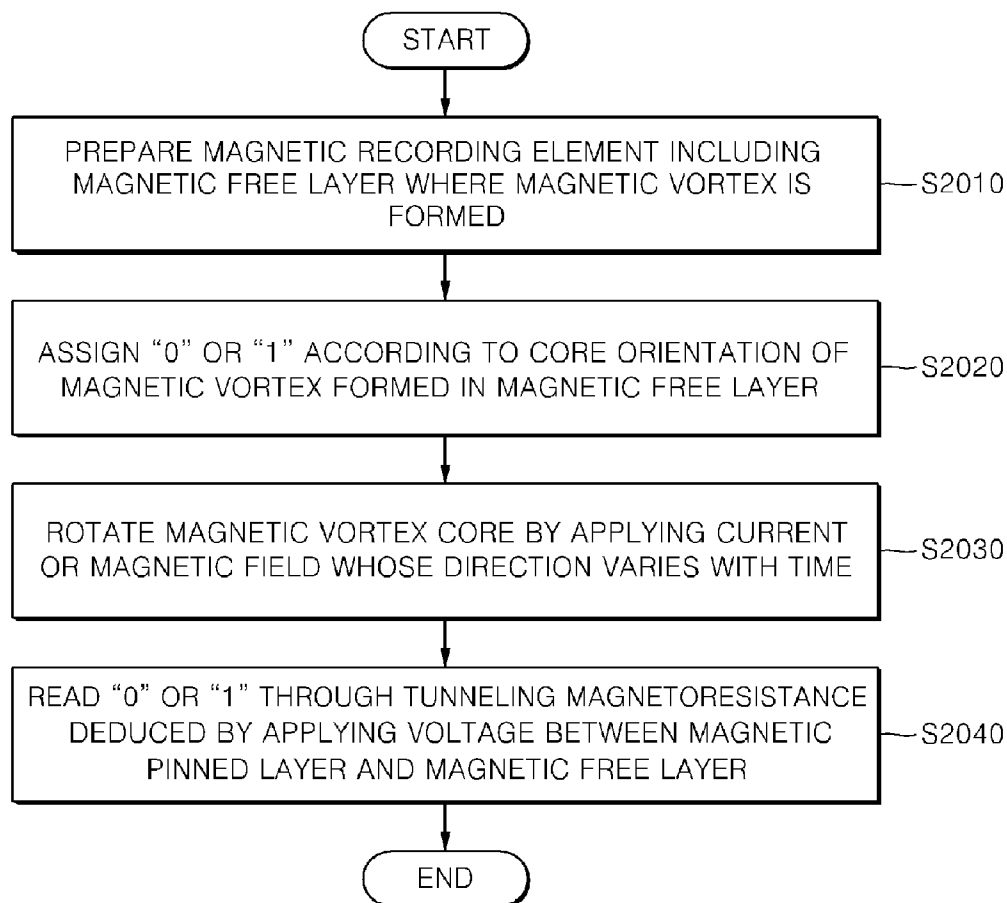 START
PREPARE MAGNETIC RECORDING ELEMENT INCLUDING
MAGNETIC FREE LAYER WHERE MAGNETIC VORTEX IS
FORMED
S2010
ASSIGN “0” OR “1” ACCORDING TO CORE ORIENTATION OF
MAGNETIC VORTEX FORMED IN MAGNETIC FREE LAYER
S2020
ROTATE MAGNETIC VORTEX CORE BY APPLYING CURRENT
OR MAGNETIC FIELD WHOSE DIRECTION VARIES WITH TIME
S2030
READ “0” OR “1” THROUGH TUNNELING MAGNETORESISTANCE
DEDUCED BY APPLYING VOLTAGE BETWEEN MAGNETIC
PINNED LAYER AND MAGNETIC FREE LAYER
S2040
END